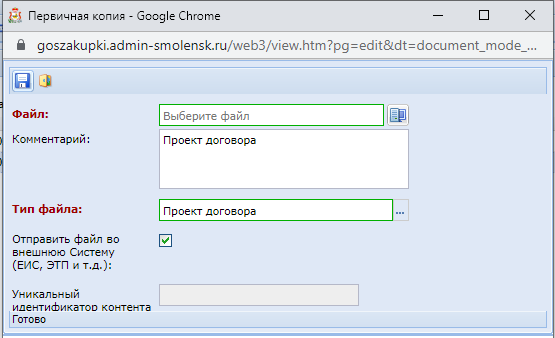 Первичная копия - Google Chrome
goszakupki.admin-smolensk.ru/web3/view.htm?pg=edit&dt=document_mode_...
Файл:
Выберите файл
Комментарий:
Проект договора
Тип файла:
Проект договора
...
Отправить файл во
внешнюю Систему
(ЕИС, ЭТП и т.д.):
Уникальный
идентификатор контента
Готово